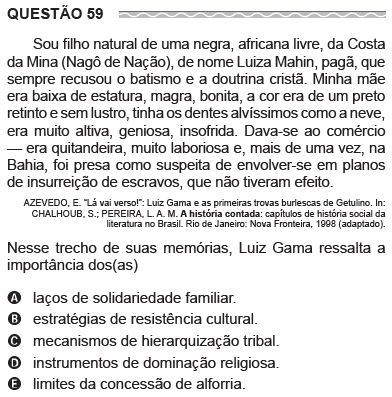 QUESTÃO 59
Sou filho natural de uma negra, africana livre, da Costa
da Mina (Nagô de Nação), de nome Luiza Mahin, pagã, que
sempre recusou o batismo e a doutrina cristã. Minha mãe
era baixa de estatura, magra, bonita, a cor era de um preto
retinto e sem lustro, tinha os dentes alvíssimos como a neve,
era muito altiva, geniosa, insofrida. Dava-se ao comércio
— era quitandeira, muito laboriosa e, mais de uma vez, na
Bahia, foi presa como suspeita de envolver-se em planos
de insurreição de escravos, que não tiveram efeito.
AZEVEDO, E. “Lá vai verso!”: Luiz Gama e as primeiras trovas burlescas de Getulino. In:
CHALHOUB, S.; PEREIRA, L. A. M. A história contada: capítulos de história social da
literatura no Brasil. Rio de Janeiro: Nova Fronteira, 1998 (adaptado).
Nesse trecho de suas memórias, Luiz Gama ressalta a
importância dos(as)
A laços de solidariedade familiar.
B estratégias de resistência cultural.
C mecanismos de hierarquização tribal.
D instrumentos de dominação religiosa.
E limites da concessão de alforria.